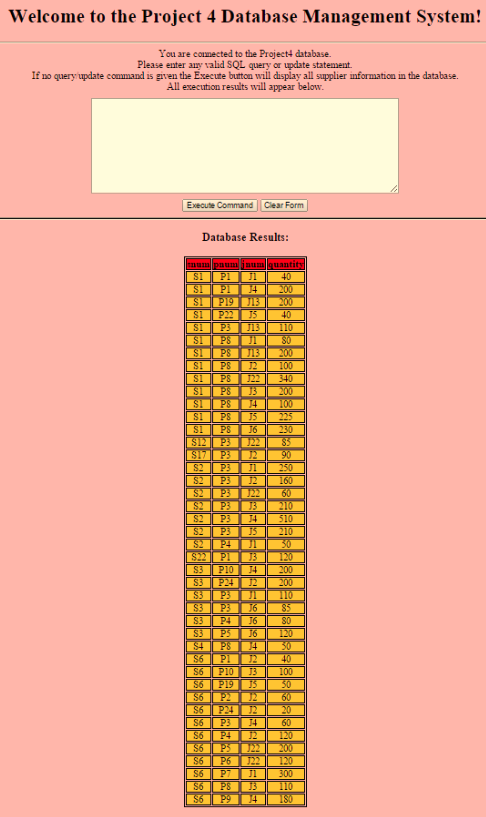 Welcome to the Project 4 Database Management System!
You are connected to the Project4 database.
Please enter any valid SQL query or update statement.
If no query/update command is given the Execute button will display all supplier information in the database.
All execution results will appear below.
Execute Command Clear Form
Database Results:
snum pnum jnum quantity
S1 P1 J1 40
S1 P1 J4 200
S1 P19 J13 200
S1 P22 J5 40
S1 P3 J13 110
S1 P8 J1 80
S1 P8 J13 200
S1 P8 J2 100
S1 P8 J22 340
S1 P8 J3 200
S1 P8 J4 100
S1 P8 J5 225
S1 P8 J6 230
S12 P3 J22 85
S17 P3 J2 90
S2 P3 J1 250
S2 P3 J2 160
S2 P3 J22 60
S2 P3 J3 210
S2 P3 J4 510
S2 P3 J5 210
S2 P4 J1 50
S22 P1 J3 120
S3 P10 J4 200
S3 P24 J2 200
S3 P3 J1 110
S3 P3 J6 85
S3 P4 J6 80
S3 P5 J6 120
S4 P8 J4 50
S6 P1 J2 40
S6 P10 J3 100
S6 P19 J5 50
S6 P2 J2 60
S6 P24 J2 20
S6 P3 J4 60
S6 P4 J2 120
S6 P5 J22 200
S6 P6 J22 120
S6 P7 J1 300
S6 P8 J3 110
S6 P9 J4 180